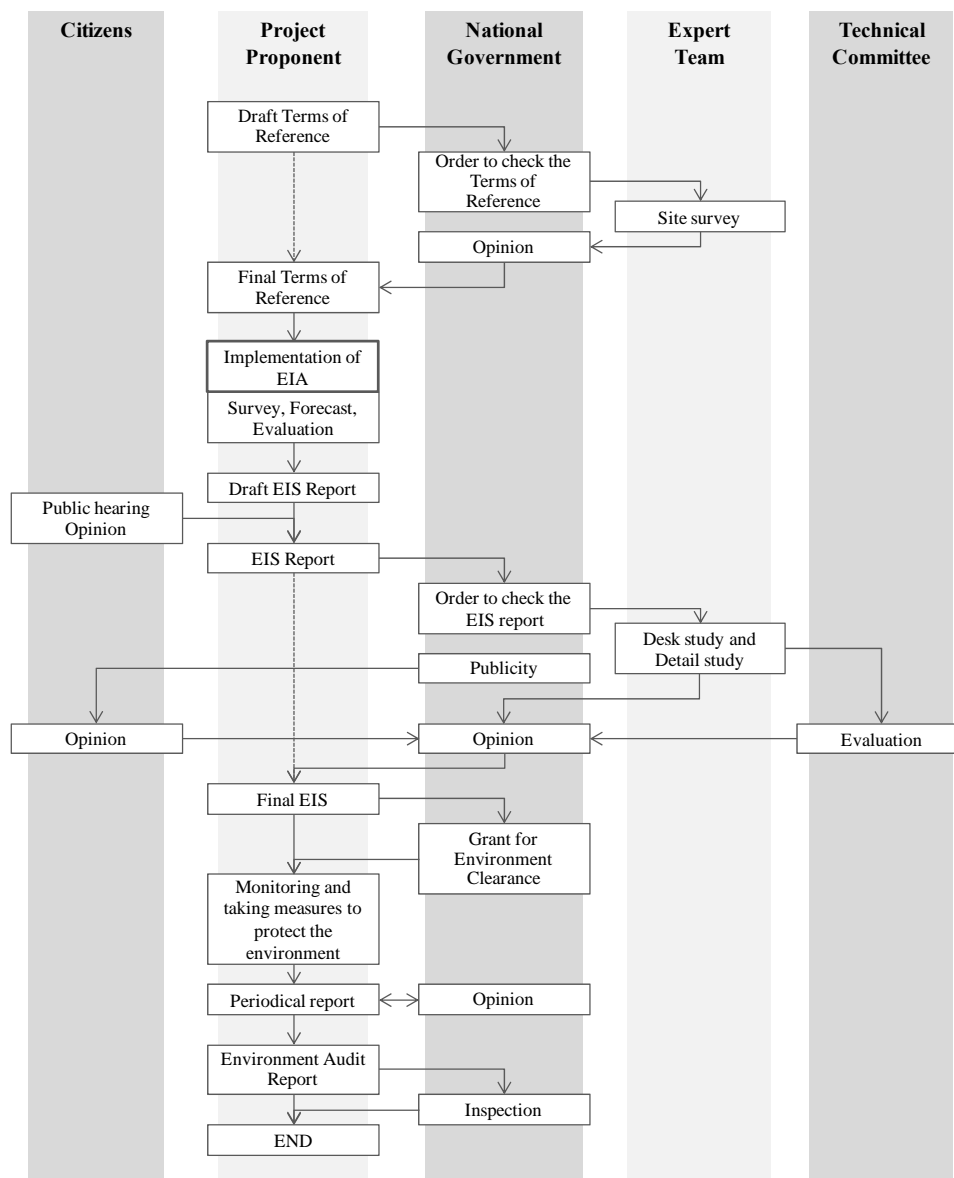 Citizens
Project
Proponent
National
Government
Expert
Team
Technical
Committee
Draft Terms of
Reference
Order to check the
Terms of
Reference
Site survey
Opinion
Final Terms of
Reference
Implementation of
EIA
Survey, Forecast,
Evaluation
Draft EIS Report
Public hearing
Opinion
EIS Report
Order to check the
EIS report
Desk study and
Detail study
Publicity
Opinion
Opinion
Evaluation
Final EIS
Grant for
Environment
Clearance
Monitoring and
taking measures to
protect the
environment
Periodical report
Opinion
Environment Audit
Report
Inspection
END